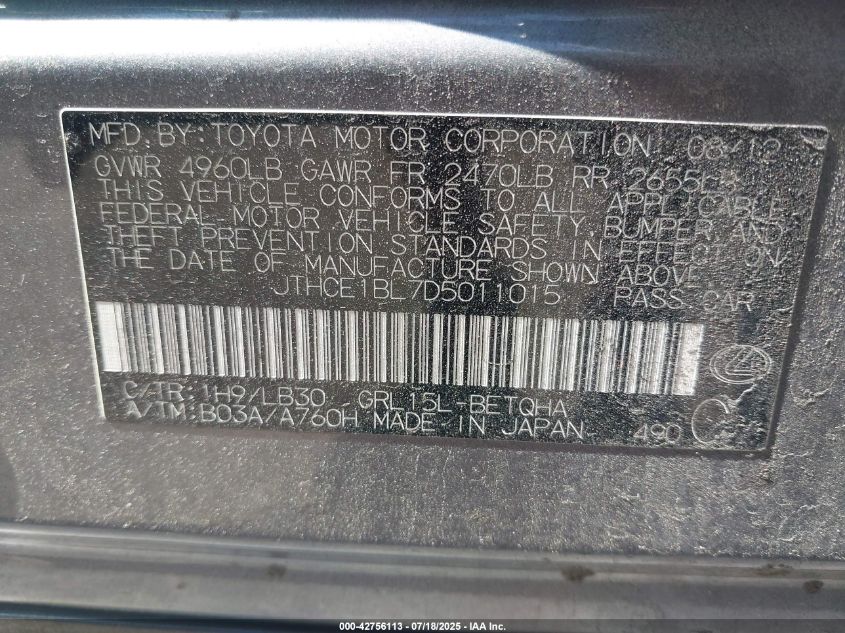 MFD. BY: TOYOTA MOTOR CORPORATION 08/12
GVWR 4960LB GAWR FR 2470LB RR 2655LB
THIS VEHICLE CONFORMS TO ALL APPLICABLE
FEDERAL MOTOR VEHICLE SAFETY, BUMPER, AND
THEFT PREVENTION STANDARDS IN EFFECT ON
THE DATE OF MANUFACTURE SHOWN ABOVE.
JTHCE1BL7D5011015 PASS CAR
C/TR: 1H9/LB30 GRL15L-BETQHA
A/TM: B03A/A760H MADE IN JAPAN 490 C
000-42756113 - 07/18/2025 - IAA Inc.